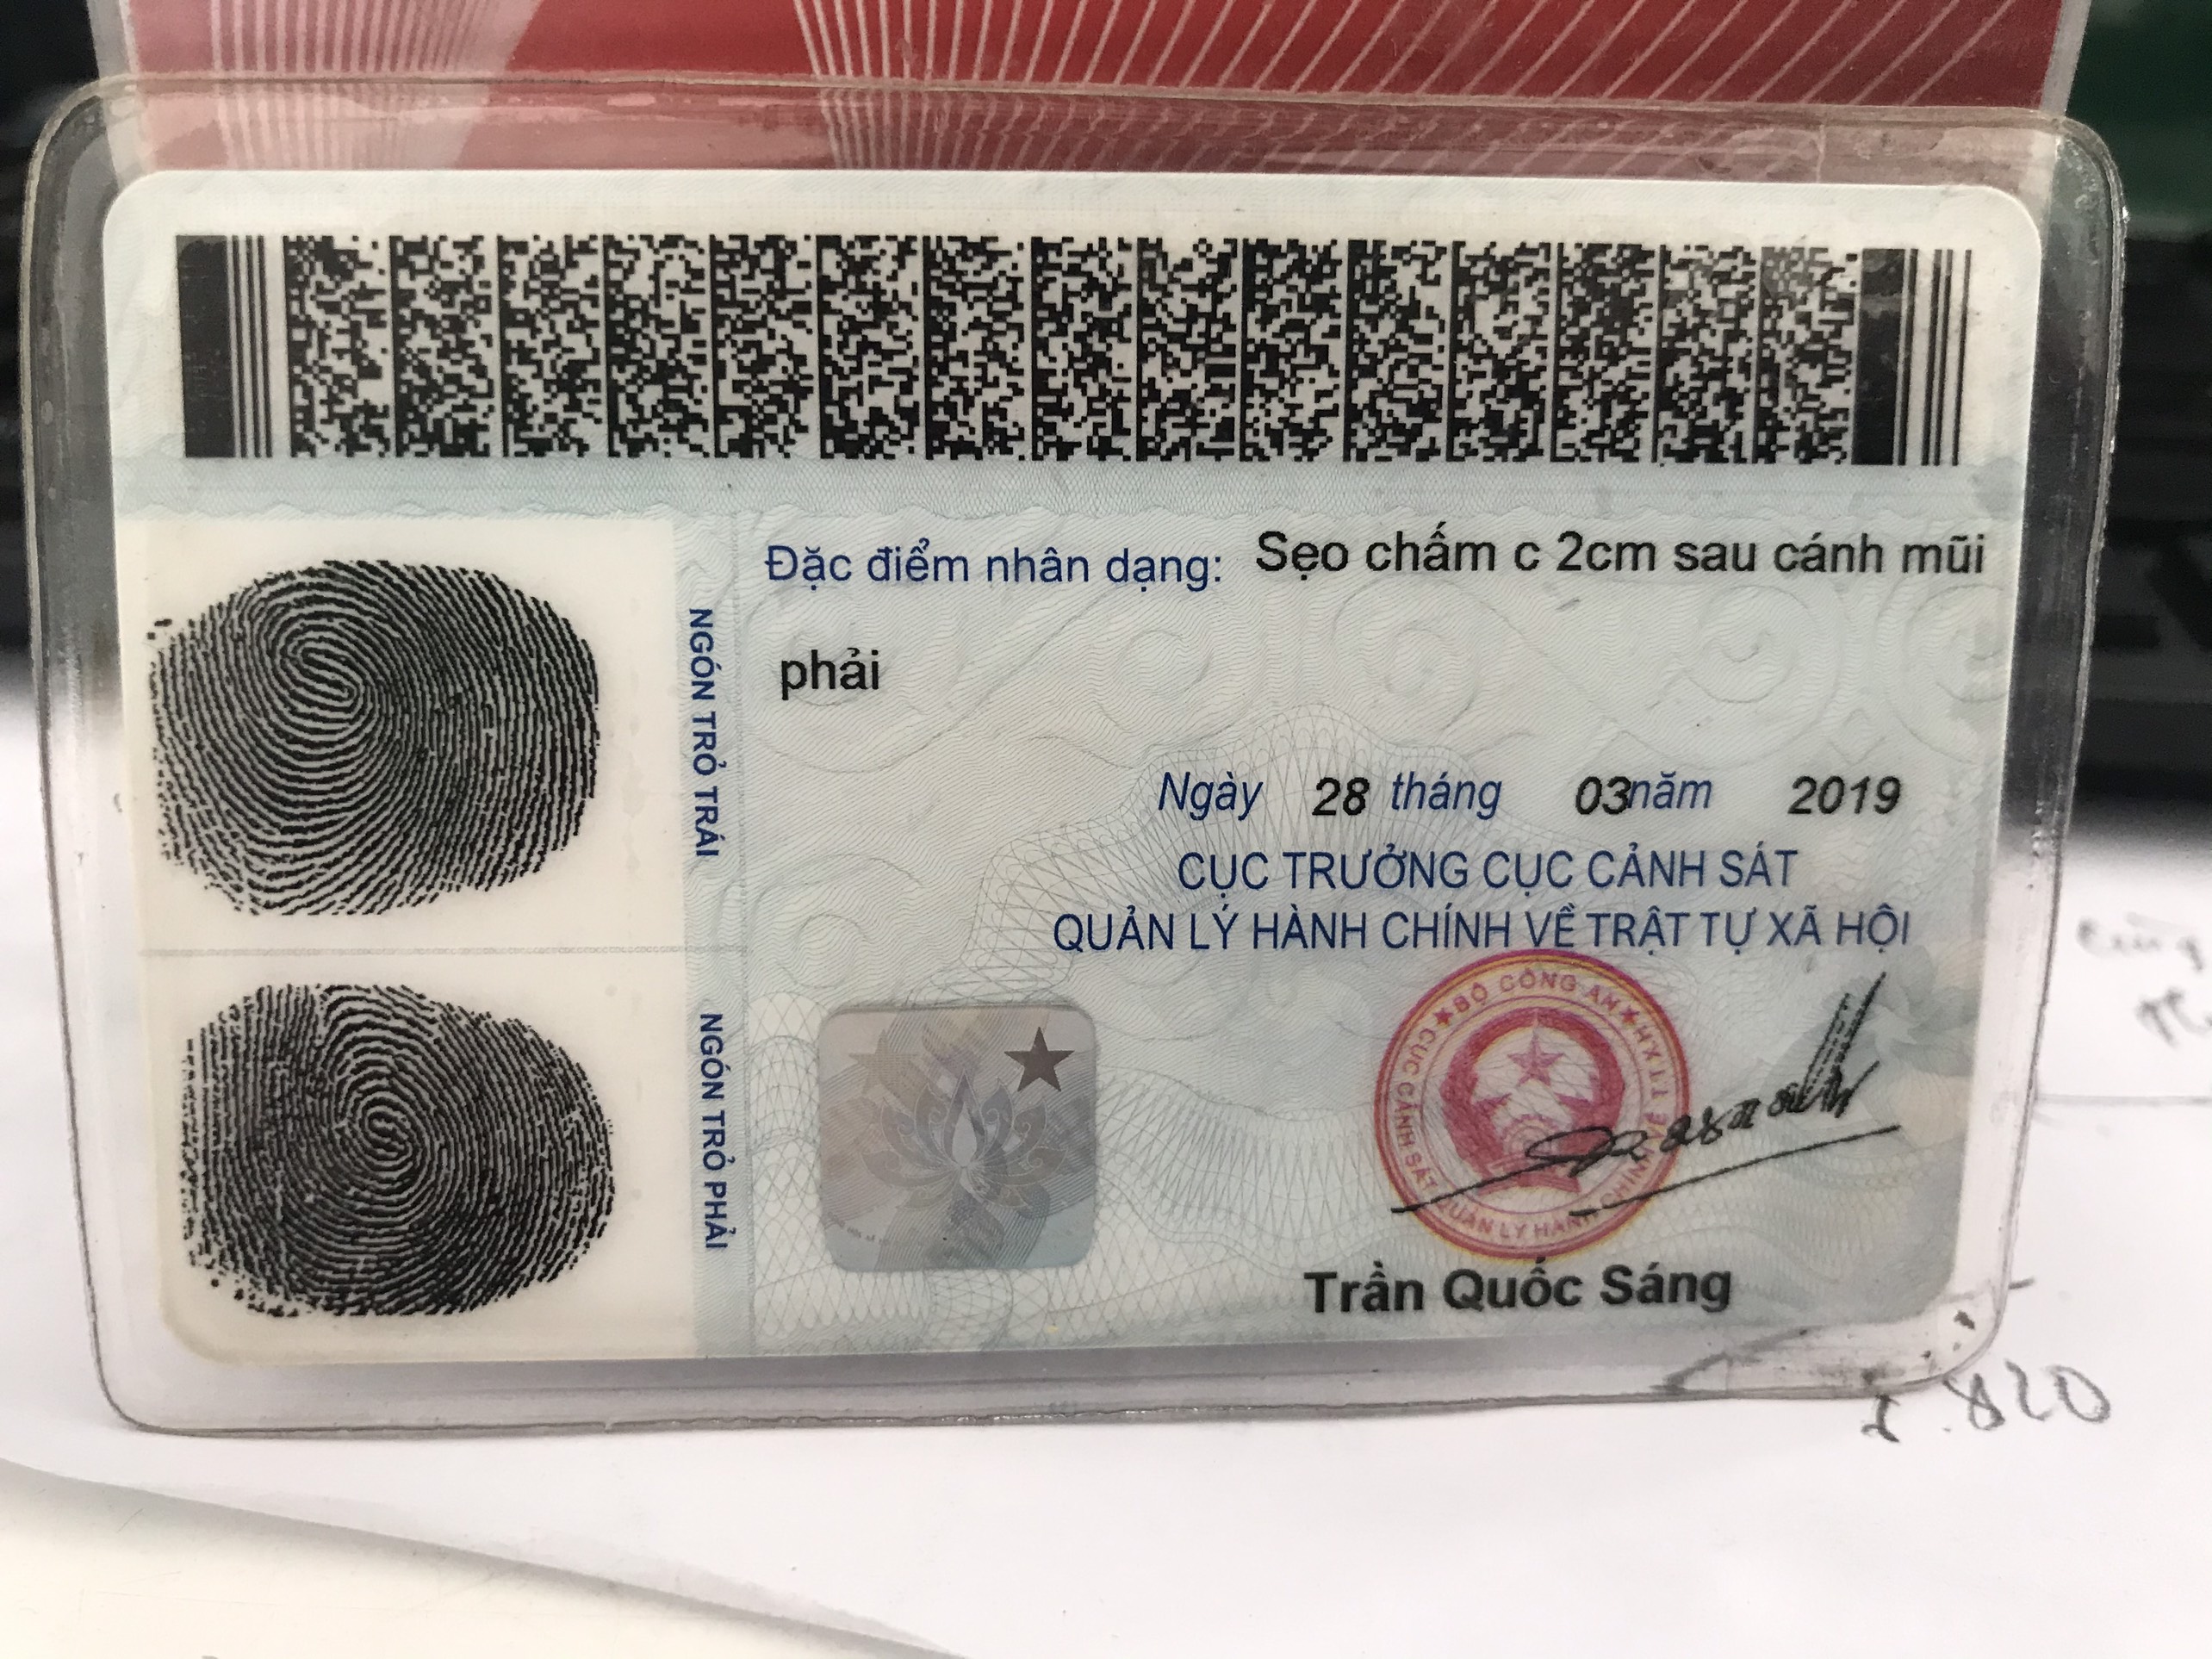 Đặc điểm nhân dạng: Sẹo chấm c 2cm sau cánh mũi
phải
NGÓN TRỎ TRÁI
NGÓN TRỎ PHẢI
Ngày 28 tháng 03 năm 2019
CỤC TRƯỞNG CỤC CẢNH SÁT
QUẢN LÝ HÀNH CHÍNH VỀ TRẬT TỰ XÃ HỘI
★ BỘ CÔNG AN ★
CỤC CẢNH SÁT QUẢN LÝ HÀNH CHÍNH VỀ TTXH
Trần Quốc Sáng